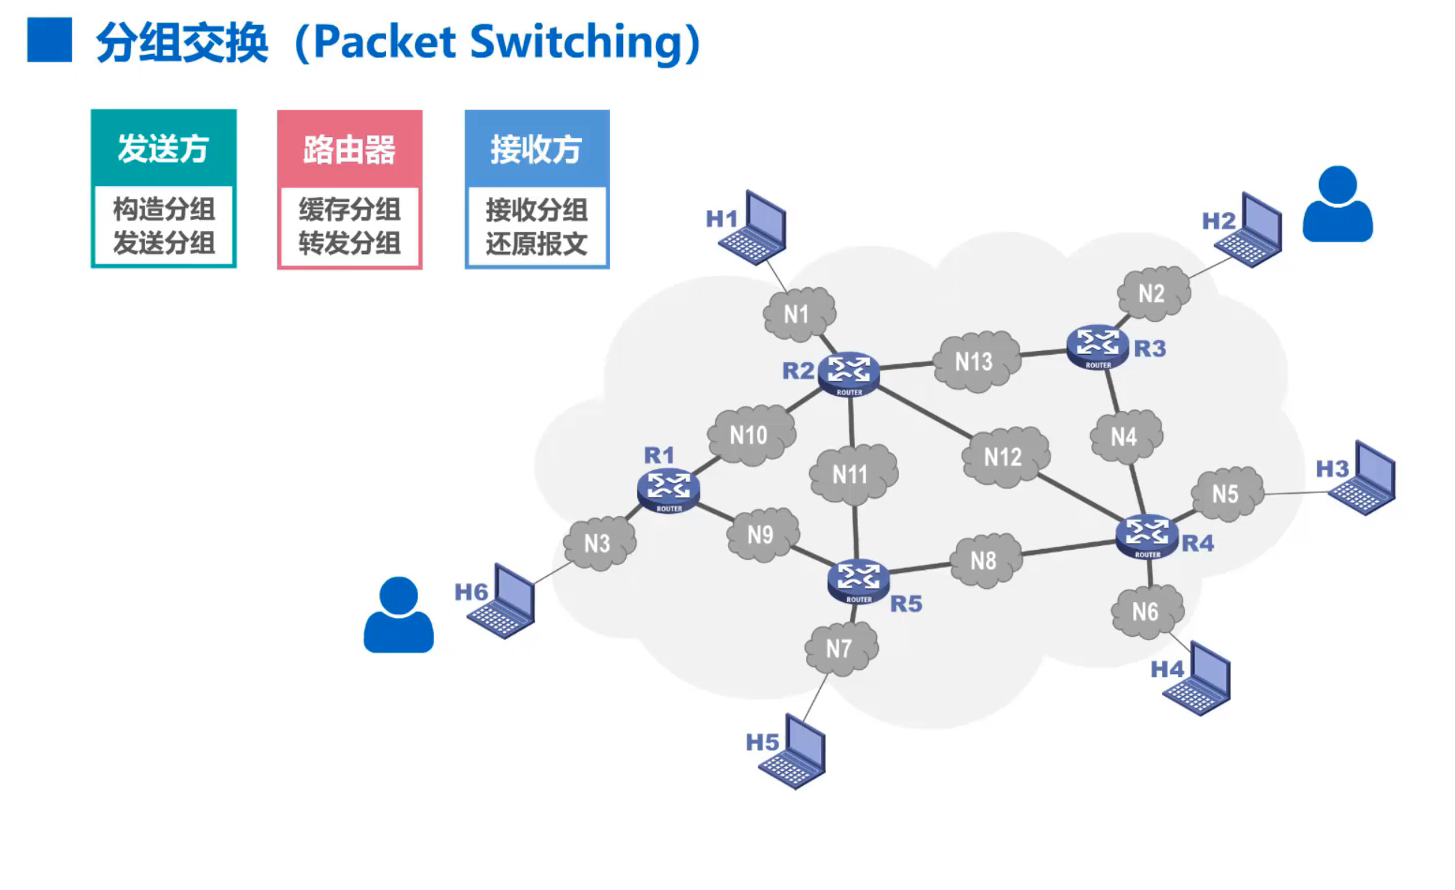 分组交换（Packet Switching）
发送方
构造分组
发送分组
路由器
缓存分组
转发分组
接收方
接收分组
还原报文
H1
H2
N1
N2
R2
ROUTER
N13
R3
ROUTER
N10
N4
N12
R1
ROUTER
N11
H3
N5
N3
N9
N8
R4
ROUTER
H6
R5
ROUTER
N6
N7
H4
H5